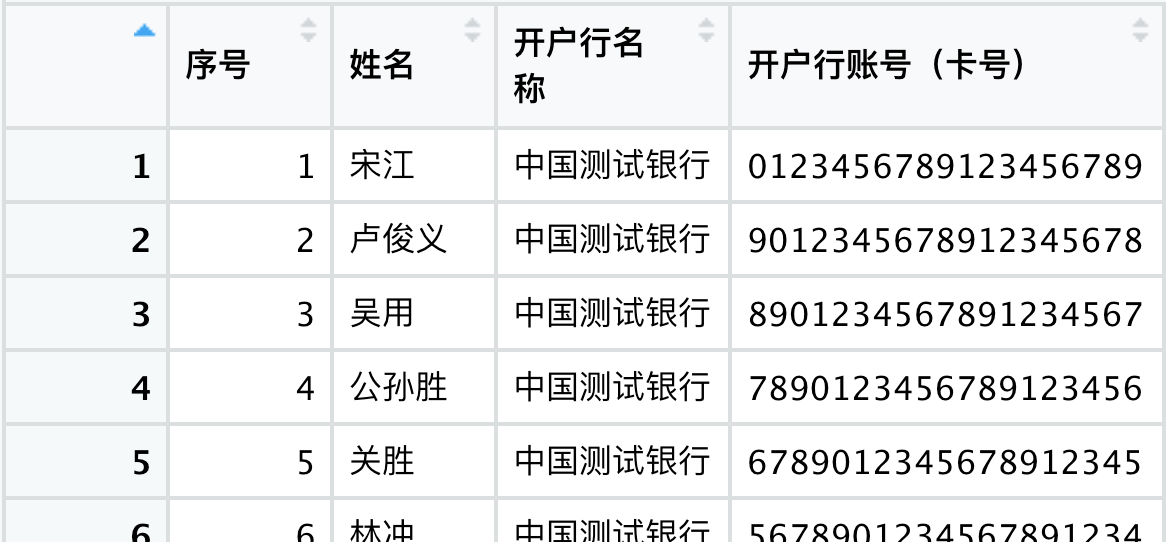 序号 姓名 开户行名称 开户行账号（卡号）
1 1 宋江 中国测试银行 0123456789123456789
2 2 卢俊义 中国测试银行 9012345678912345678
3 3 吴用 中国测试银行 8901234567891234567
4 4 公孙胜 中国测试银行 7890123456789123456
5 5 关胜 中国测试银行 6789012345678912345
6 6 林冲 中国测试银行 5678901234567891234